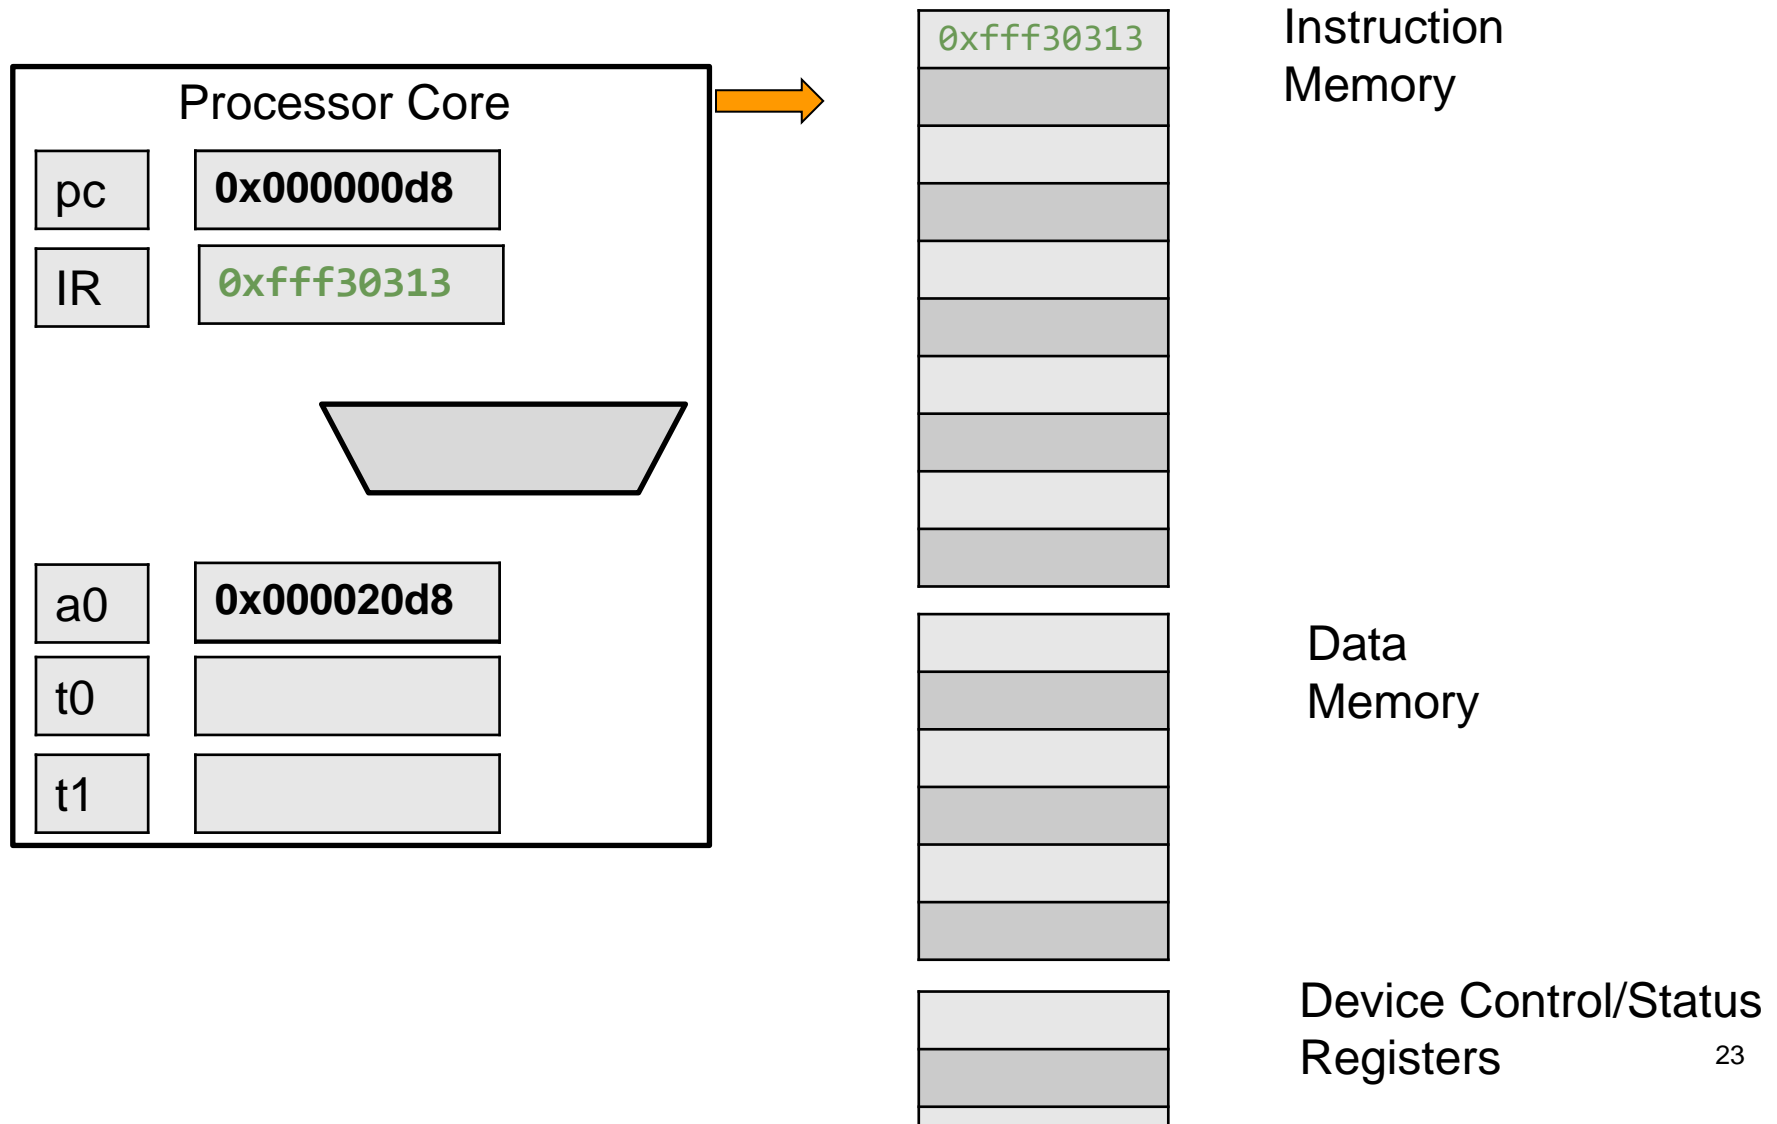 Processor Core
pc
0x000000d8
IR
0xfff30313
a0
0x000020d8
t0
t1
0xfff30313
Instruction
Memory
Data
Memory
Device Control/Status
Registers
23